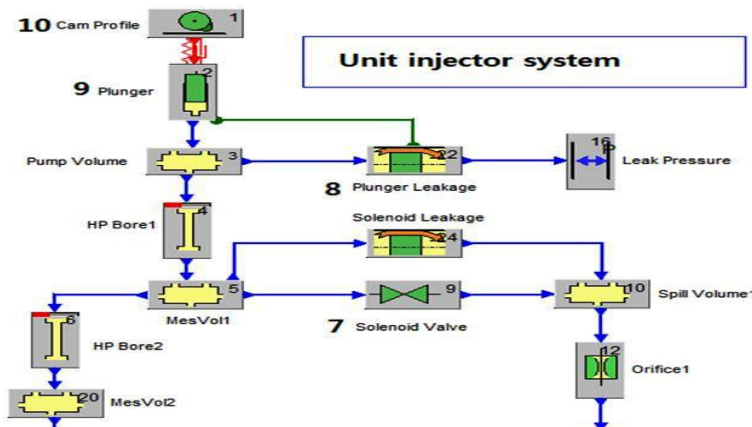 10 Cam Profile 1
Unit injector system
9 Plunger 2
Pump Volume 3
22
16
P
Leak Pressure
8 Plunger Leakage
HP Bore1 4
Solenoid Leakage
24
5
9
10 Spill Volume1
MesVol1
7 Solenoid Valve
6
HP Bore2
12
Orifice1
20 MesVol2